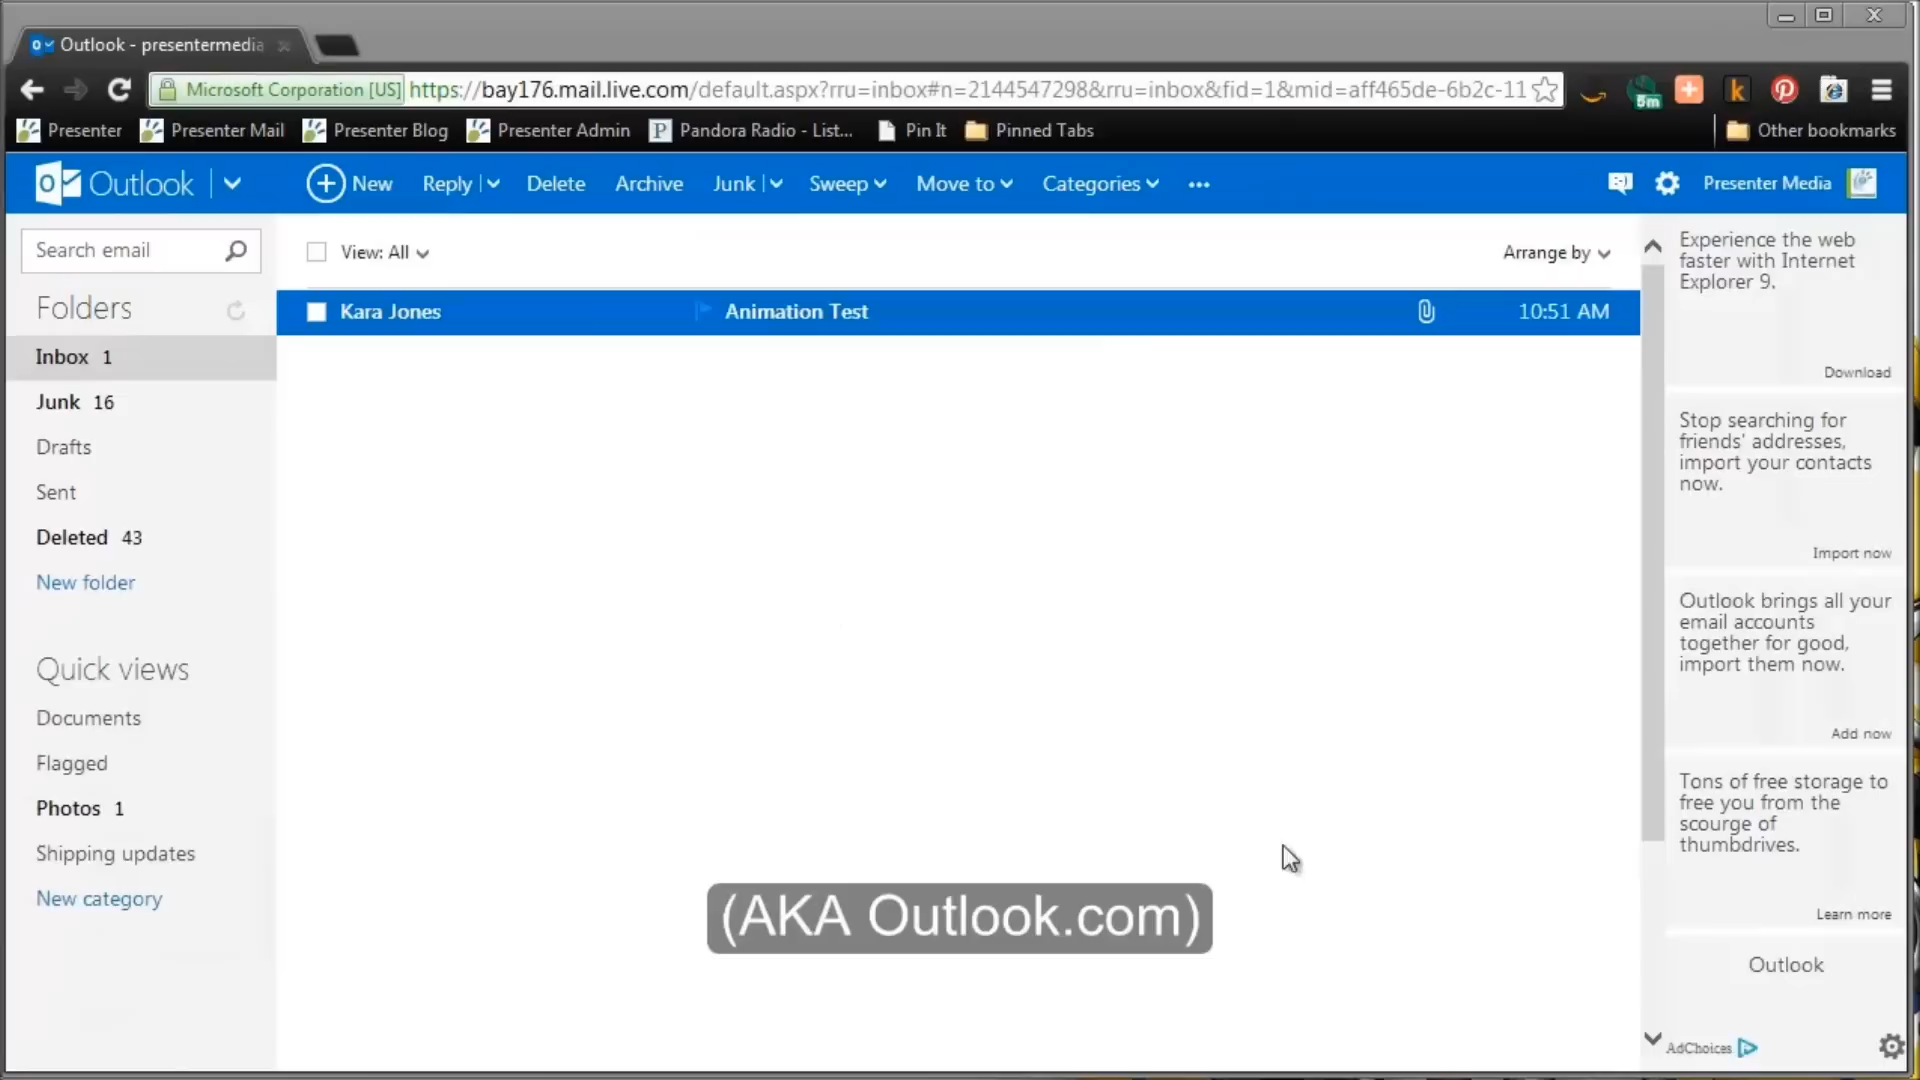 Outlook - presentermedia
Microsoft Corporation [US] https://bay176.mail.live.com/default.aspx?rru=inbox#n=2144547298&rru=inbox&fid=1&mid=aff465de-6b2c-11
5m
k
Presenter Presenter Mail Presenter Blog Presenter Admin P Pandora Radio - List... Pin It Pinned Tabs Other bookmarks
Outlook New Reply Delete Archive Junk Sweep Move to Categories ••• Presenter Media
Search email
View: All
Arrange by
Folders
Kara Jones Animation Test 10:51 AM
Inbox 1
Junk 16
Drafts
Sent
Deleted 43
New folder
Quick views
Documents
Flagged
Photos 1
Shipping updates
New category
(AKA Outlook.com)
Experience the web
faster with Internet
Explorer 9.
Download
Stop searching for
friends' addresses,
import your contacts
now.
Import now
Outlook brings all your
email accounts
together for good,
import them now.
Add now
Tons of free storage to
free you from the
scourge of
thumbdrives.
Learn more
Outlook
AdChoices